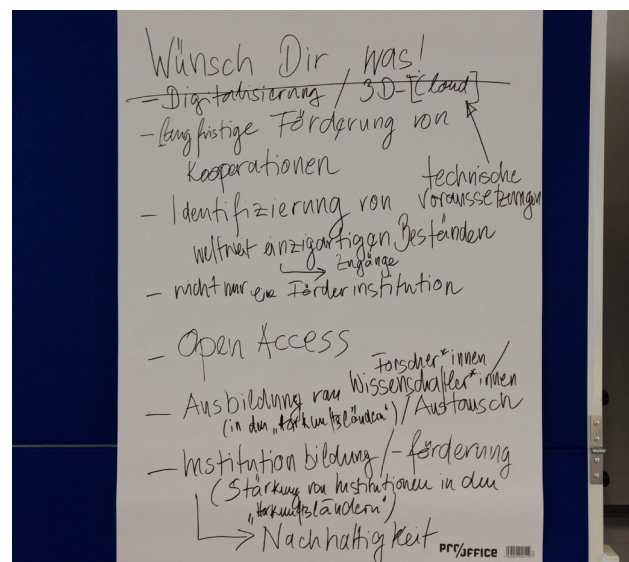 Wünsch Dir was!
- Digitalisierung / 3D-[Cloud]
- langfristige Förderung von
Kooperationen
technische
Voraussetzungen
- Identifizierung von
weltweit einzigartigen Beständen
Zugänge
- nicht nur eine Förderinstitution
- Open Access
Forscher*innen /
- Ausbildung von Wissenschaftler*innen
(in den „Herkunftsländern“) / Austausch
- Institution bildung / -förderung
(Stärkung von Institutionen in den
„Herkunftsländern“)
Nachhaltigkeit
PRO/OFFICE